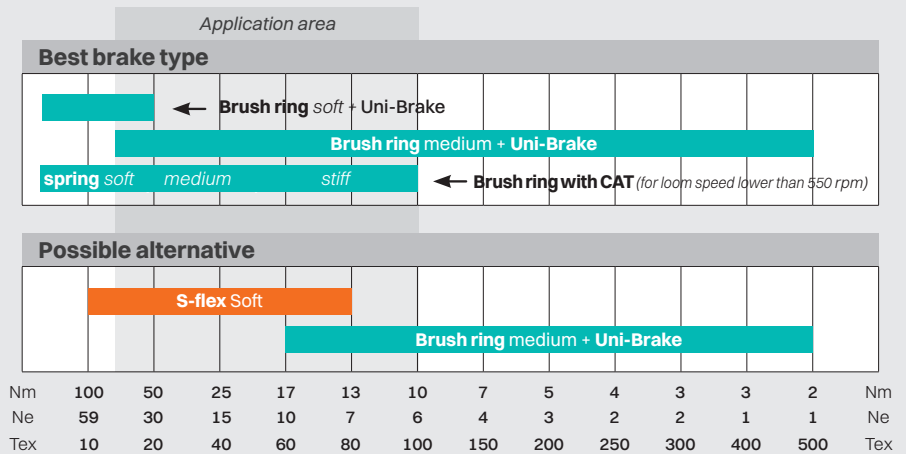 Application area
Best brake type
Brush ring soft + Uni-Brake
Brush ring medium + Uni-Brake
spring soft medium stiff
Brush ring with CAT (for loom speed lower than 550 rpm)
Possible alternative
S-flex Soft
Brush ring medium + Uni-Brake
Nm 100 50 25 17 13 10 7 5 4 3 3 2 Nm
Ne 59 30 15 10 7 6 4 3 2 2 1 1 Ne
Tex 10 20 40 60 80 100 150 200 250 300 400 500 Tex